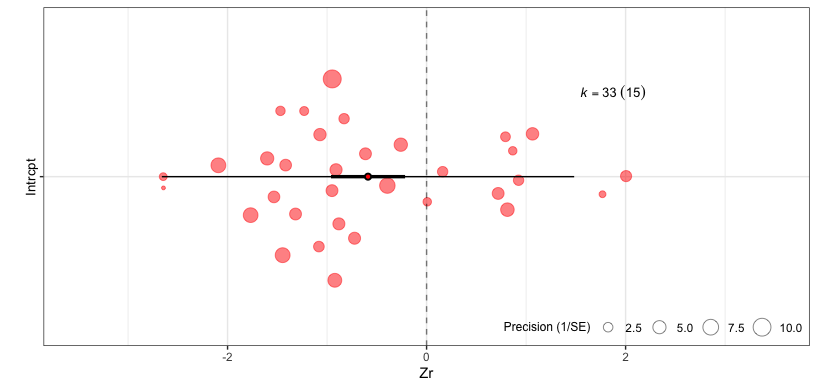 k = 33 (15)
Intrcpt
Precision (1/SE) 2.5 5.0 7.5 10.0
-2 0 2
Zr